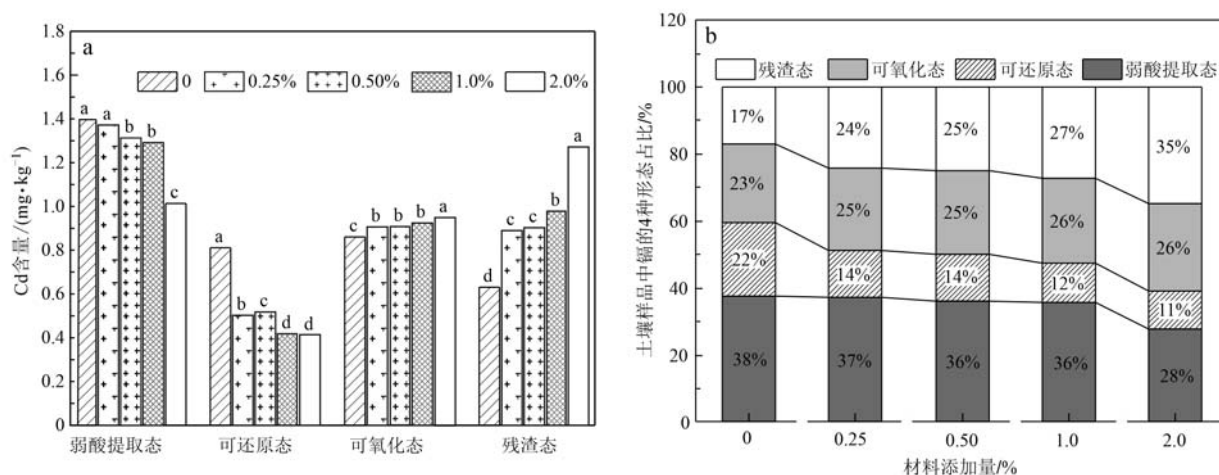 a
0 0.25% 0.50% 1.0% 2.0%
Cd含量/(mg·kg⁻¹)
1.8
1.6
1.4
1.2
1.0
0.8
0.6
0.4
0.2
0
a a b b c
a b c d d
c b b b a
d c c b a
弱酸提取态 可还原态 可氧化态 残渣态
b
残渣态 可氧化态 可还原态 弱酸提取态
土壤样品中镉的4种形态占比/%
120
100
80
60
40
20
0
17% 24% 25% 27% 35%
23% 25% 25% 26% 26%
22% 14% 14% 12% 11%
38% 37% 36% 36% 28%
0 0.25 0.50 1.0 2.0
材料添加量/%